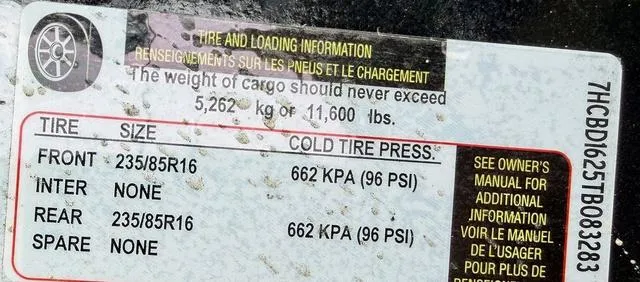 TIRE AND LOADING INFORMATION
RENSEIGNEMENTS SUR LES PNEUS ET LE CHARGEMENT
The weight of cargo should never exceed
5,262 kg or 11,600 lbs.
TIRE SIZE COLD TIRE PRESS.
FRONT 235/85R16 662 KPA (96 PSI)
INTER NONE
REAR 235/85R16 662 KPA (96 PSI)
SPARE NONE
SEE OWNER'S
MANUAL FOR
ADDITIONAL
INFORMATION
VOIR LE MANUEL
DE L'USAGER
POUR PLUS DE
7HCBD1625TB083283